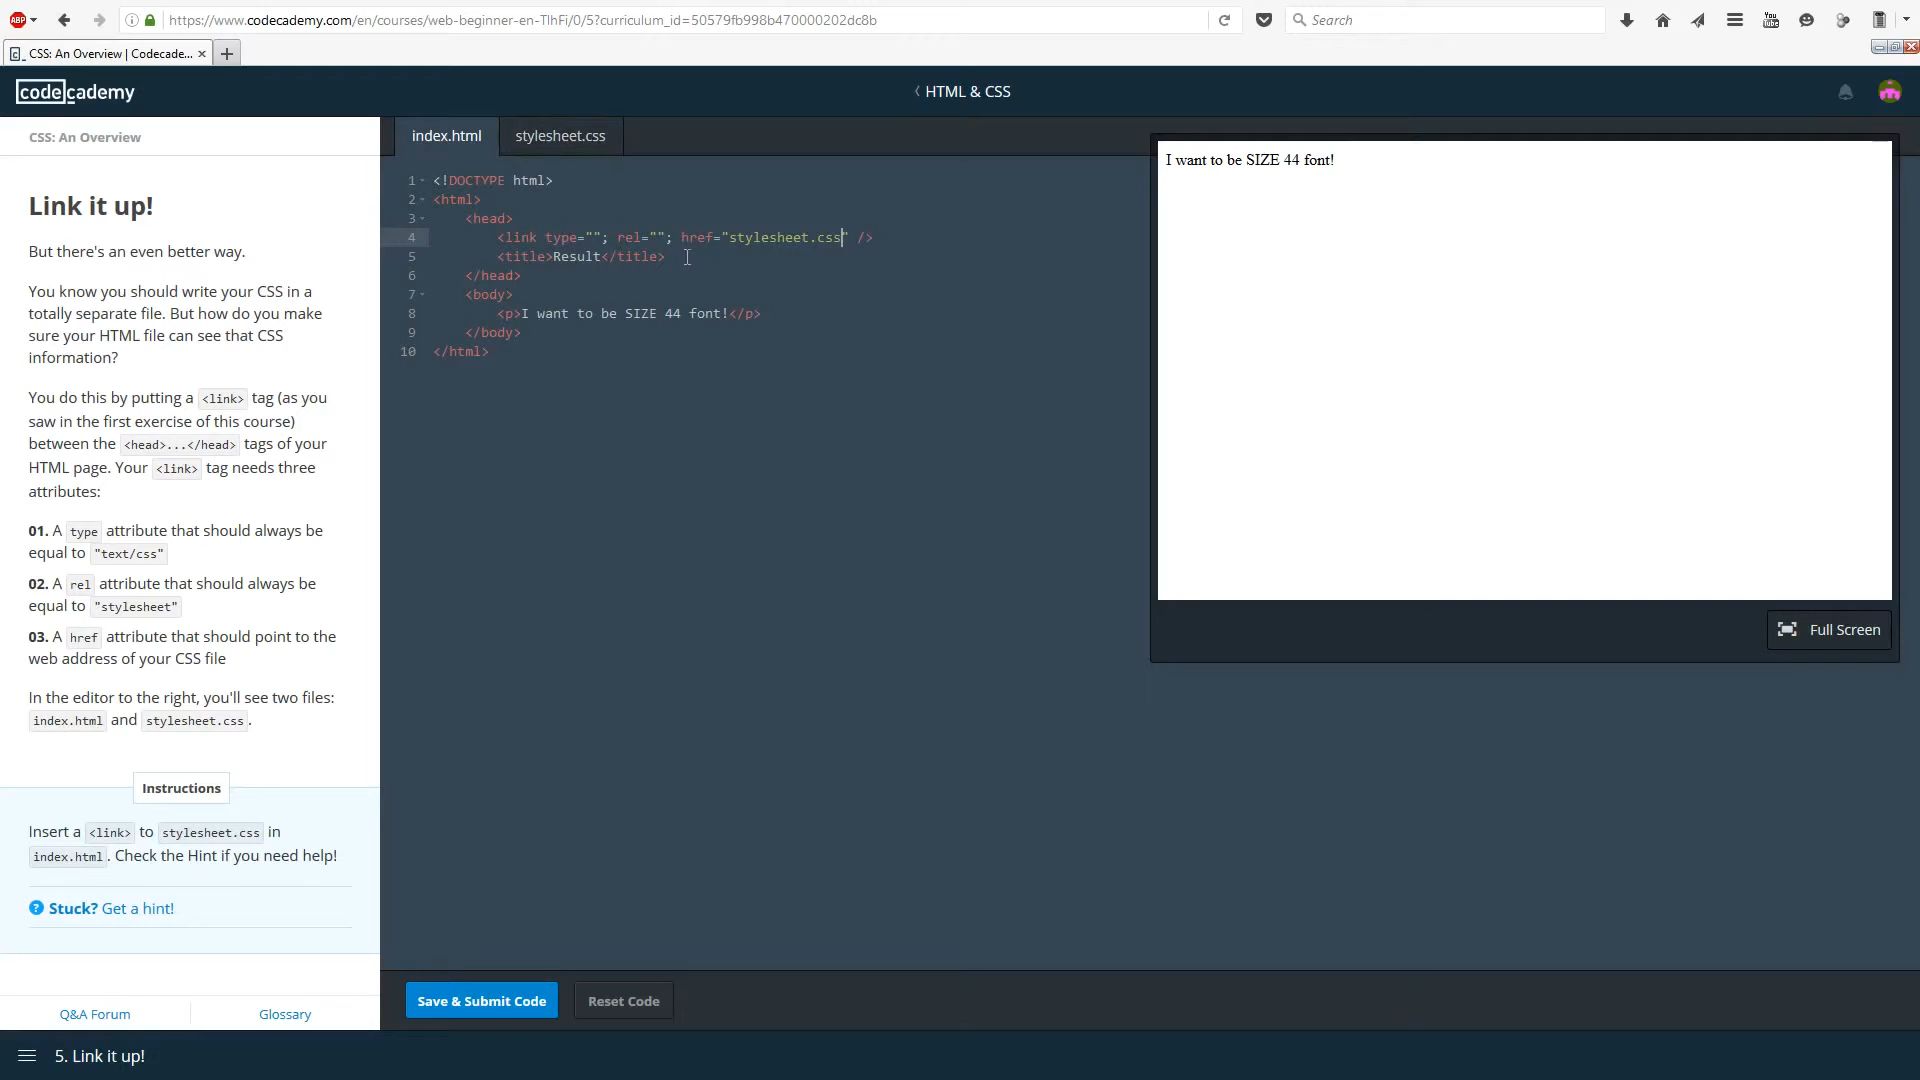 ABP
https://www.codecademy.com/en/courses/web-beginner-en-TlhFi/0/5?curriculum_id=50579fb998b470000202dc8b
Search
You Tube
CSS: An Overview | Codecade...
codecademy
HTML & CSS
CSS: An Overview
index.html
stylesheet.css
Link it up!
But there's an even better way.
You know you should write your CSS in a
totally separate file. But how do you make
sure your HTML file can see that CSS
information?
You do this by putting a <link> tag (as you
saw in the first exercise of this course)
between the <head>...</head> tags of your
HTML page. Your <link> tag needs three
attributes:
01. A type attribute that should always be
equal to "text/css"
02. A rel attribute that should always be
equal to "stylesheet"
03. A href attribute that should point to the
web address of your CSS file
In the editor to the right, you'll see two files:
index.html and stylesheet.css.
Instructions
Insert a <link> to stylesheet.css in
index.html. Check the Hint if you need help!
? Stuck? Get a hint!
Q&A Forum
Glossary
1 <!DOCTYPE html>
2 <html>
3 <head>
4 <link type=""; rel=""; href="stylesheet.css" />
5 <title>Result</title>
6 </head>
7 <body>
8 <p>I want to be SIZE 44 font!</p>
9 </body>
10 </html>
I want to be SIZE 44 font!
Full Screen
Save & Submit Code
Reset Code
5. Link it up!